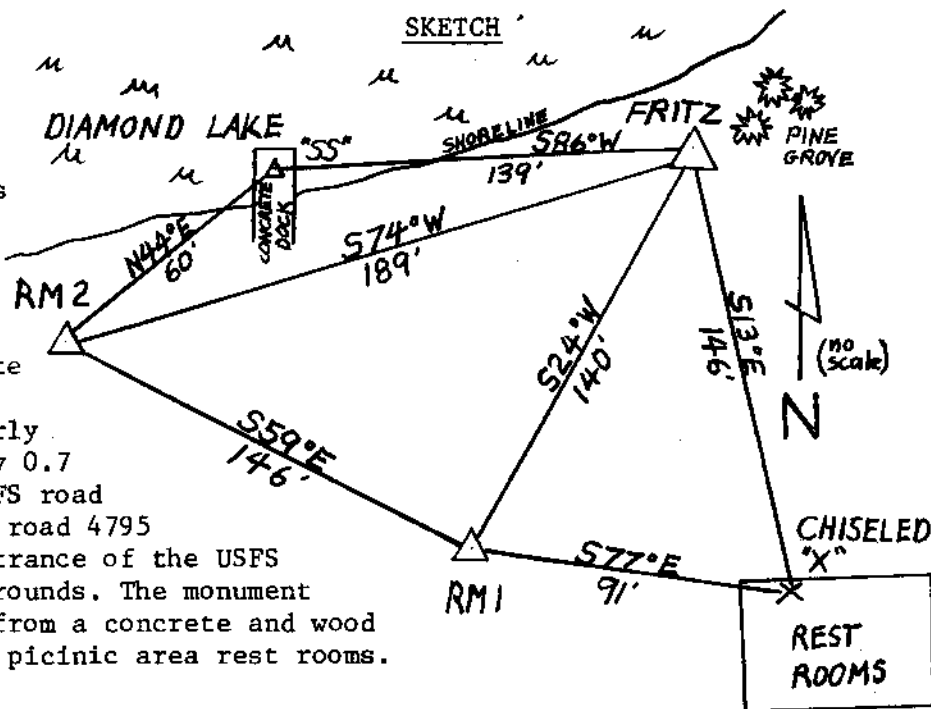 SKETCH
DIAMOND LAKE
"SS"
SHORELINE
FRITZ
PINE
GROVE
S86°W
139'
CONCRETE
DOCK
N44°E
60'
S74°W
189'
RM2
S24°W
140'
S13°E
146'
(no
scale)
N
S59°E
146'
S77°E
91'
RM1
CHISELED
"X"
REST
ROOMS
s
te
rly
y 0.7
FS road
road 4795
trance of the USFS
rounds. The monument
from a concrete and wood
picinic area rest rooms.